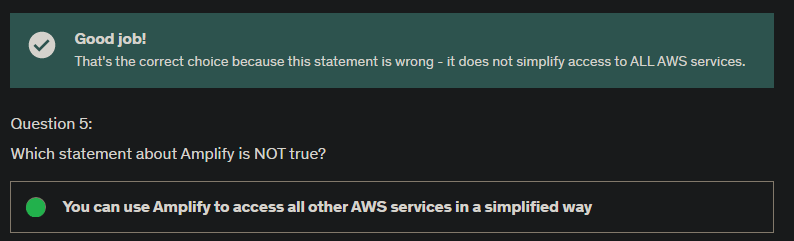 Good job!
That's the correct choice because this statement is wrong - it does not simplify access to ALL AWS services.
Question 5:
Which statement about Amplify is NOT true?
You can use Amplify to access all other AWS services in a simplified way